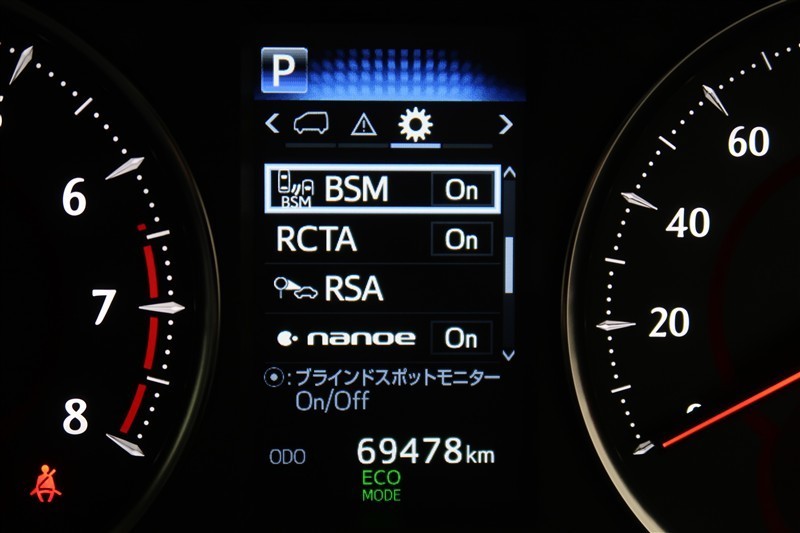 P
BSM BSM On
RCTA On
RSA
nanoe On
:ブラインドスポットモニター
On/Off
ODO 69478km
ECO
MODE
6
7
8
60
40
20